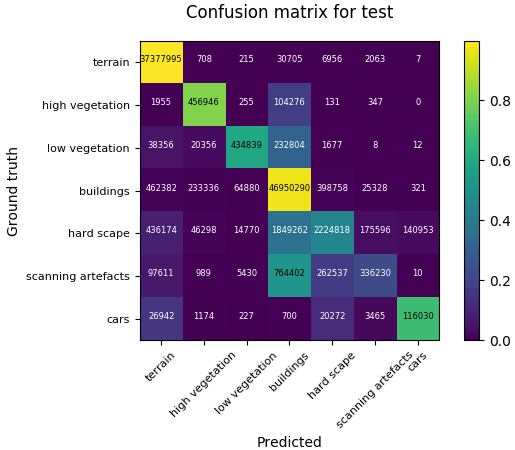 Confusion matrix for test
Ground truth
terrain 37377995 708 215 30705 6956 2063 7
high vegetation 1955 456946 255 104276 131 347 0
low vegetation 38356 20356 434839 232804 1677 8 12
buildings 462382 233336 64880 46950290 398758 25328 321
hard scape 436174 46298 14770 1849262 2224818 175596 140953
scanning artefacts 97611 989 5430 764402 262537 336230 10
cars 26942 1174 227 700 20272 3465 116030
terrain high vegetation low vegetation buildings hard scape scanning artefacts cars
Predicted
0.8
0.6
0.4
0.2
0.0